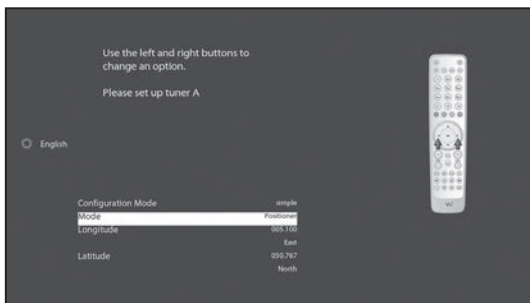 Use the left and right buttons to
change an option.
Please set up tuner A
English
Configuration Mode simple
Mode Positioner
Longitude 005.100
East
Latitude 050.767
North